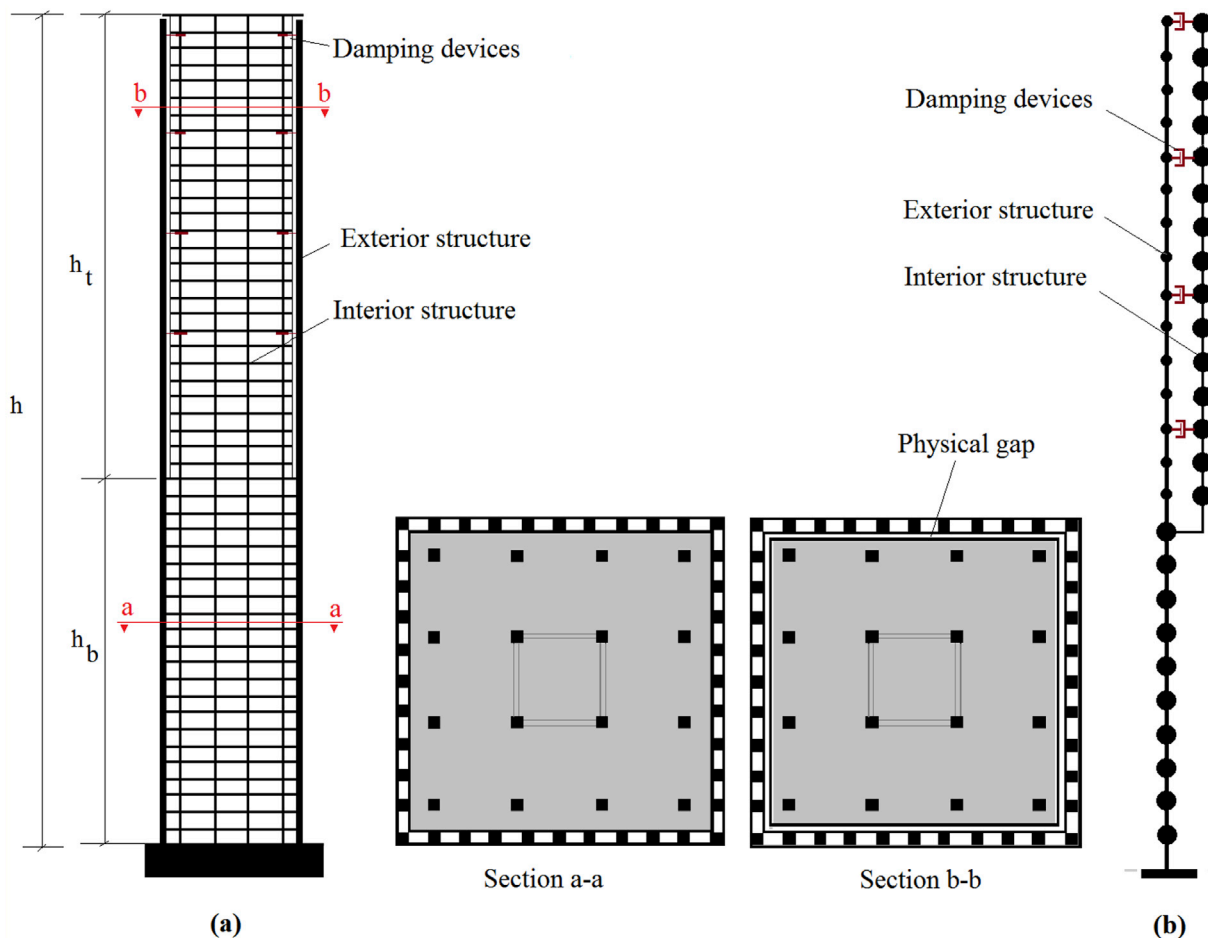 Damping devices
b
b
Exterior structure
h
t
Interior structure
h
a
a
h
b
Section a-a
Physical gap
Section b-b
(a)
Damping devices
Exterior structure
Interior structure
(b)